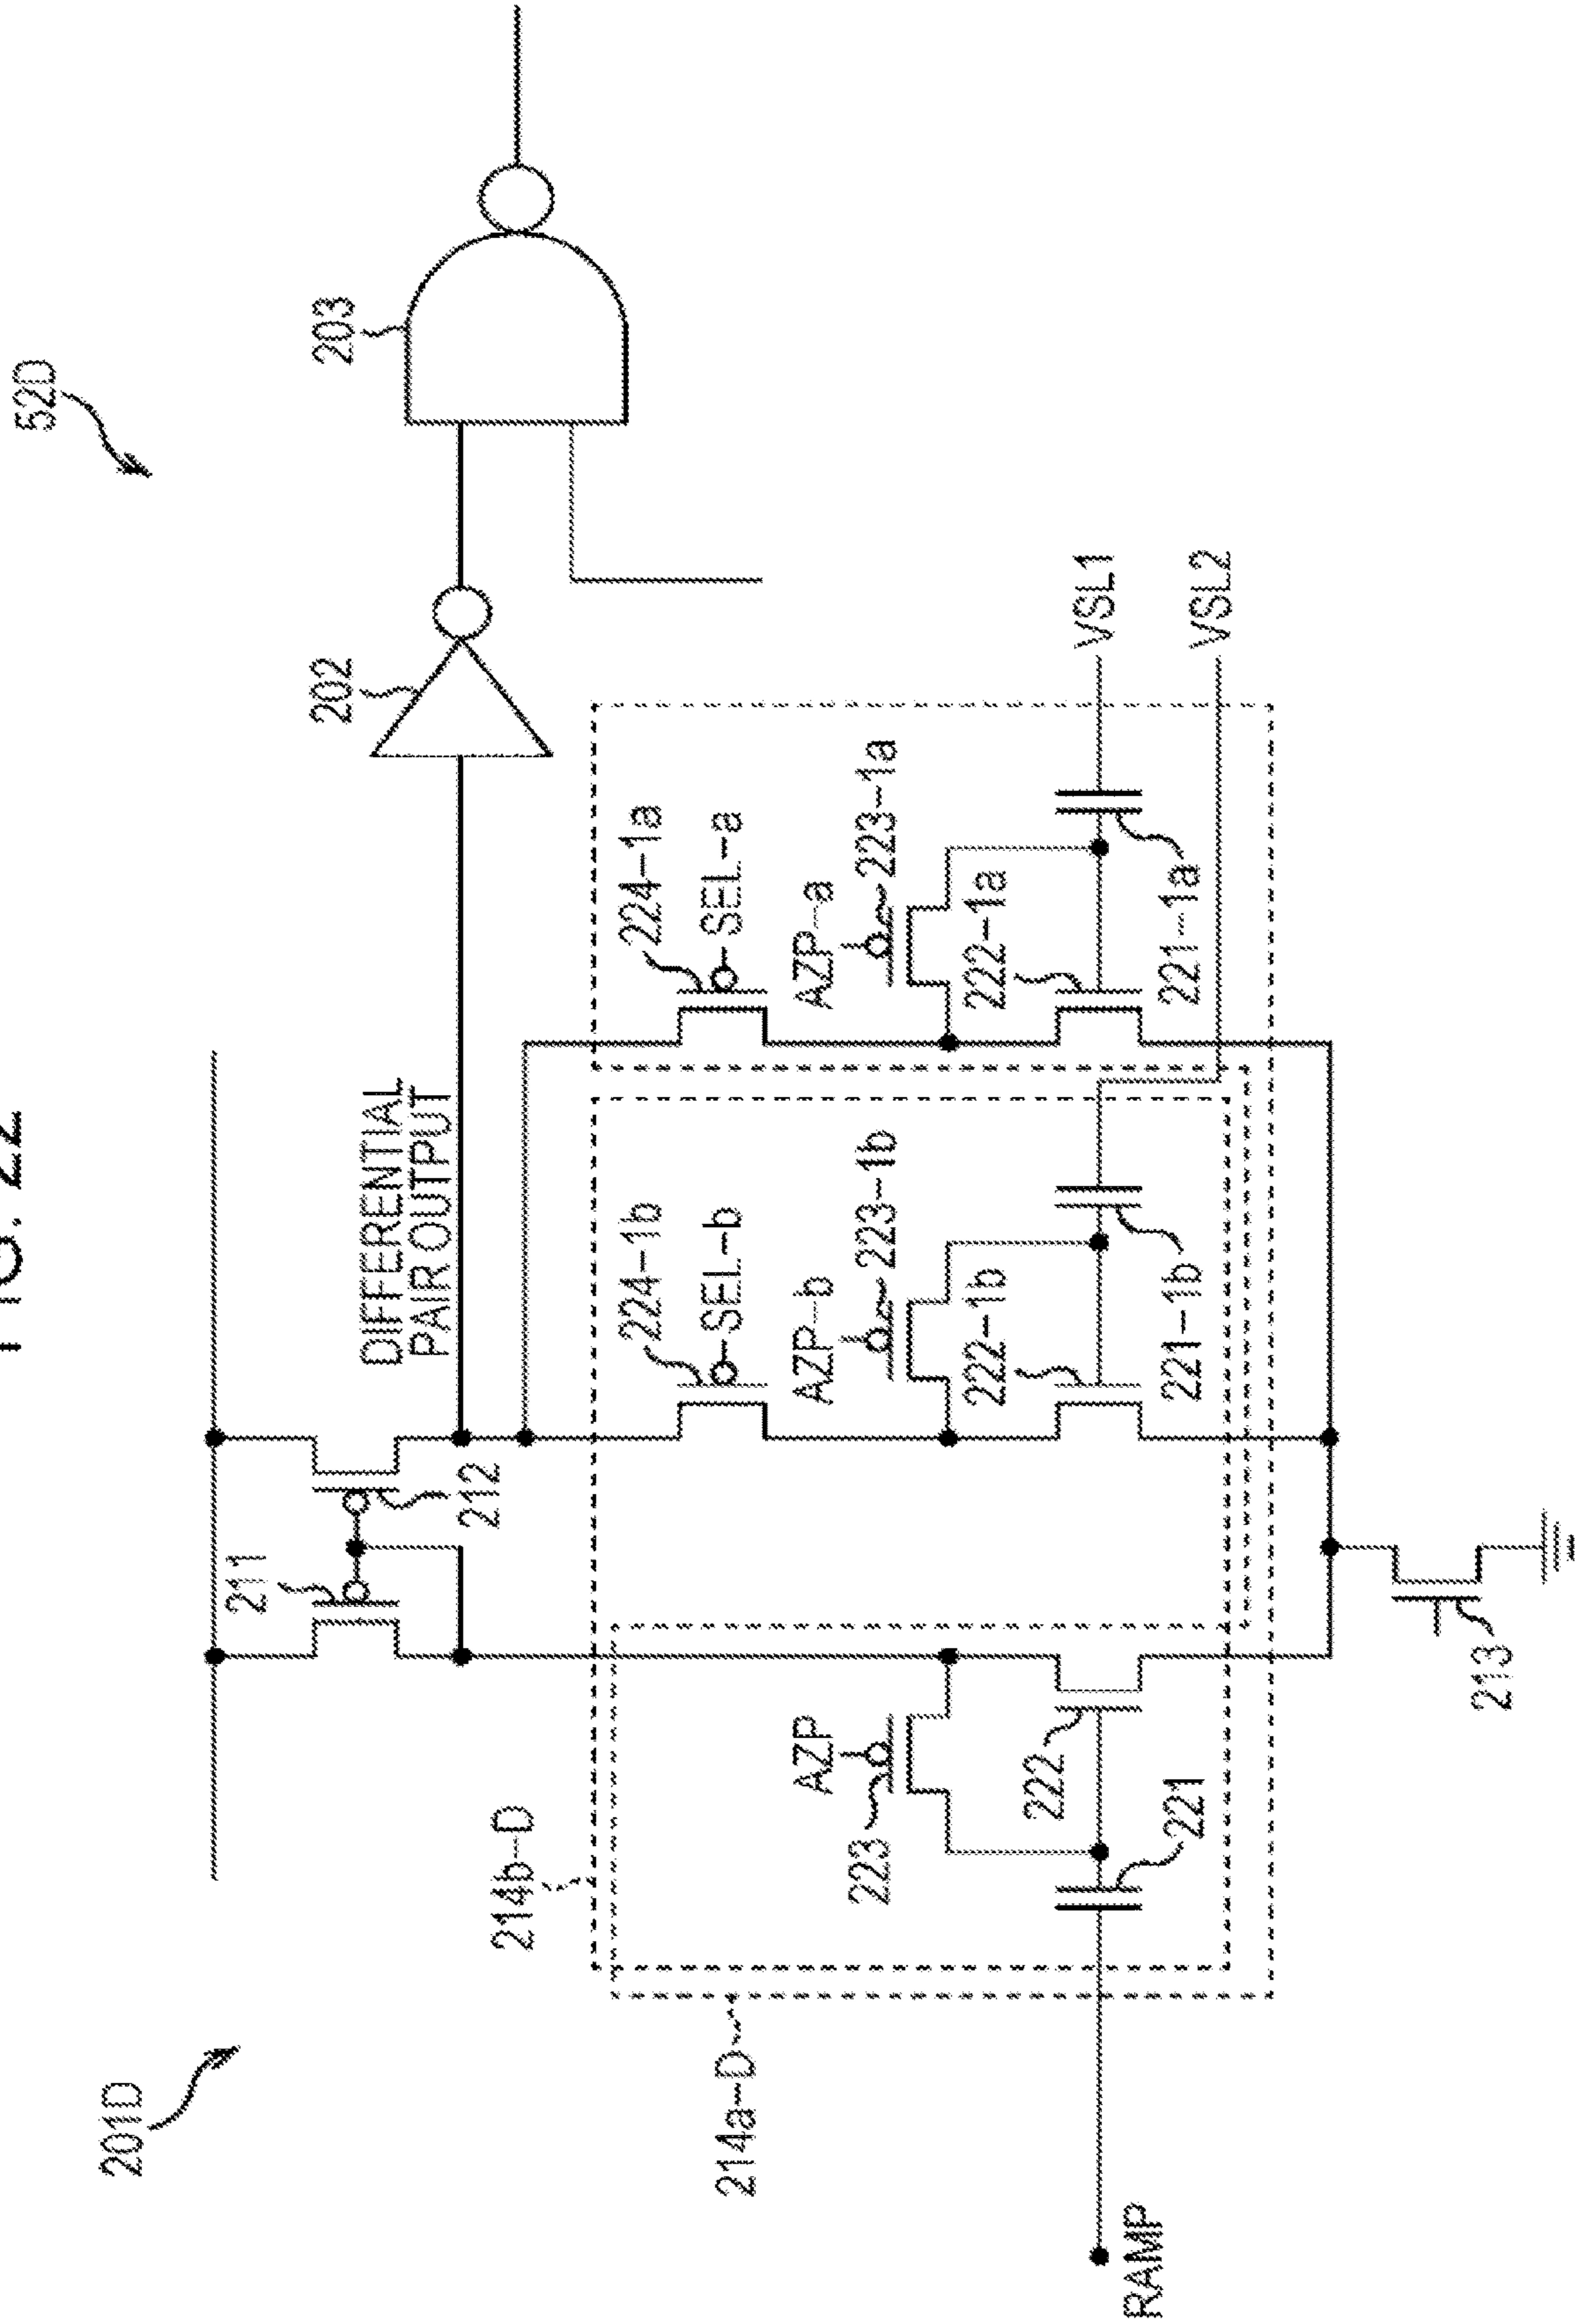 FIG. 22
52D
201D
203
202
DIFFERENTIAL
PAIR OUTPUT
211
212
224-1a
SEL-a
224-1b
SEL-b
214b-D
AZP-a
223-1a
AZP-b
223-1b
AZP
223
214a-D
222-1a
222-1b
222
VSL1
221-1a
221-1b
221
VSL2
RAMP
213